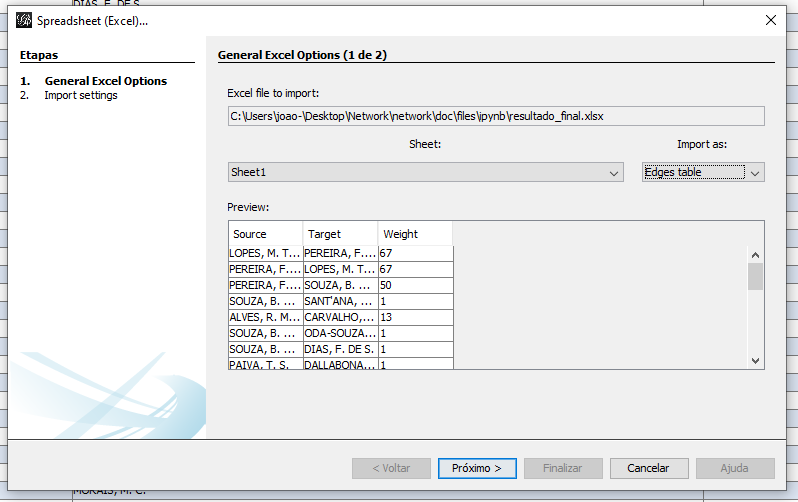 DIAS, F. DE S.
Spreadsheet (Excel)...
Etapas
1. General Excel Options
2. Import settings
General Excel Options (1 de 2)
Excel file to import:
C:\Users\joao-\Desktop\Network\network\doc\files\ipynb\resultado_final.xlsx
Sheet: Import as:
Sheet1 Edges table
Preview:
Source Target Weight
LOPES, M. T... PEREIRA, F.... 67
PEREIRA, F.... LOPES, M. T... 67
PEREIRA, F.... SOUZA, B. ... 50
SOUZA, B. ... SANT'ANA, ... 1
ALVES, R. M... CARVALHO,... 13
SOUZA, B. ... ODA-SOUZA... 1
SOUZA, B. ... DIAS, F. DE S. 1
PAIVA, T. S. DALLABONA... 1
< Voltar Próximo > Finalizar Cancelar Ajuda
MORAIS, M. C.